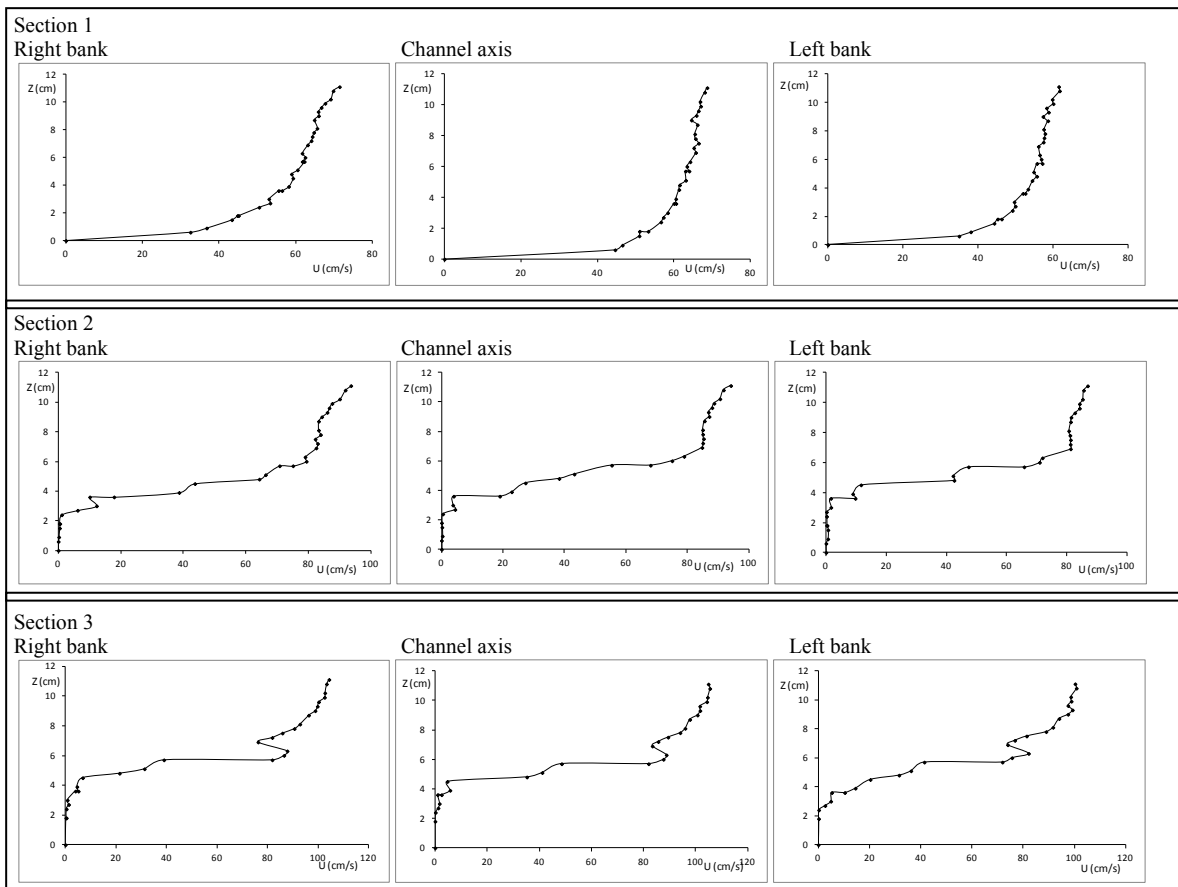 Section 1
Right bank Channel axis Left bank
12
Z (cm)
10
8
6
4
2
0
0 20 40 60 80
U (cm/s)
12
Z (cm)
10
8
6
4
2
0
0 20 40 60 80
U (cm/s)
12
Z (cm)
10
8
6
4
2
0
0 20 40 60 80
U (cm/s)
Section 2
Right bank Channel axis Left bank
12
Z (cm)
10
8
6
4
2
0
0 20 40 60 80 100
U (cm/s)
12
Z (cm)
10
8
6
4
2
0
0 20 40 60 80 100
U (cm/s)
12
Z (cm)
10
8
6
4
2
0
0 20 40 60 80 100
U (cm/s)
Section 3
Right bank Channel axis Left bank
12
Z (cm)
10
8
6
4
2
0
0 20 40 60 80 100 120
U (cm/s)
12
Z (cm)
10
8
6
4
2
0
0 20 40 60 80 100 120
U (cm/s)
12
Z (cm)
10
8
6
4
2
0
0 20 40 60 80 100 120
U (cm/s)